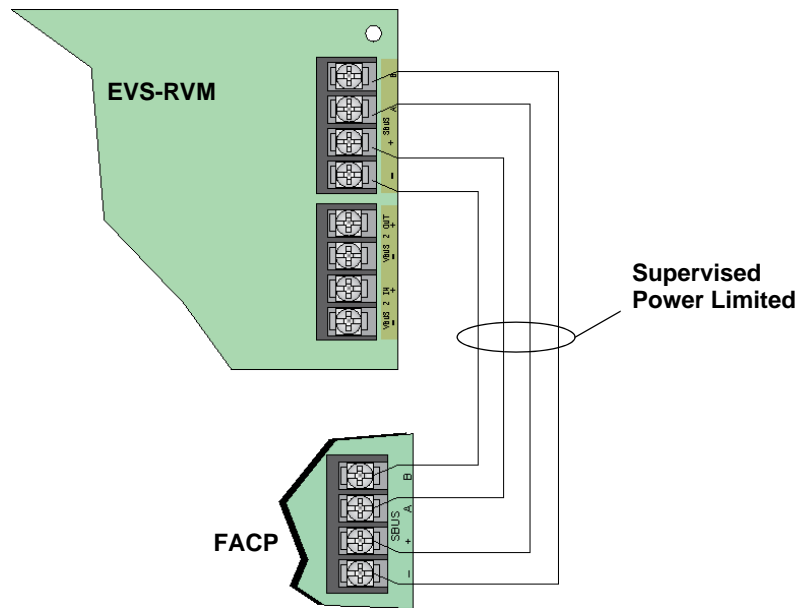 EVS-RVM
B
A
SBUS
+
-
VBUS 2 OUT
+
-
VBUS 2 IN
+
-
Supervised
Power Limited
FACP
B
A
SBUS
+
-